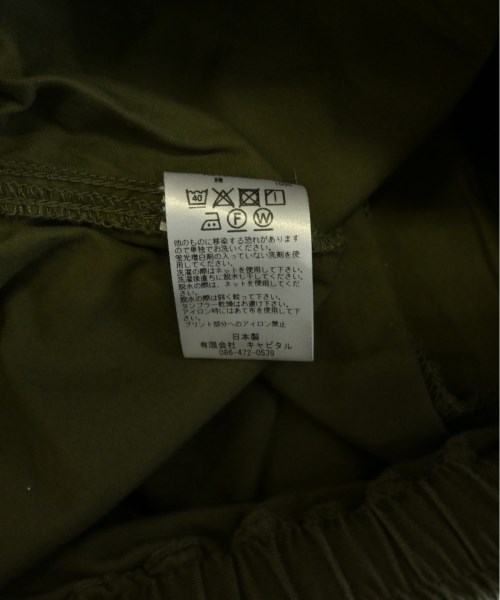 40
F W
他のものに移染する恐れがあります
ので単独でお洗いください。
蛍光増白剤の入っていない洗剤を使
用してください。
洗濯の際はネットを使用して下さい。
洗濯後直ちに脱水し干してください。
脱水の際は、ネットを使用してくだ
さい。
脱水の際は弱く絞って下さい。
タンブラー乾燥はお避け下さい。
アイロン時にはあて布を使用して下
さい。
プリント部分へのアイロン禁止
日本製
有限会社 キャピタル
086-472-0539